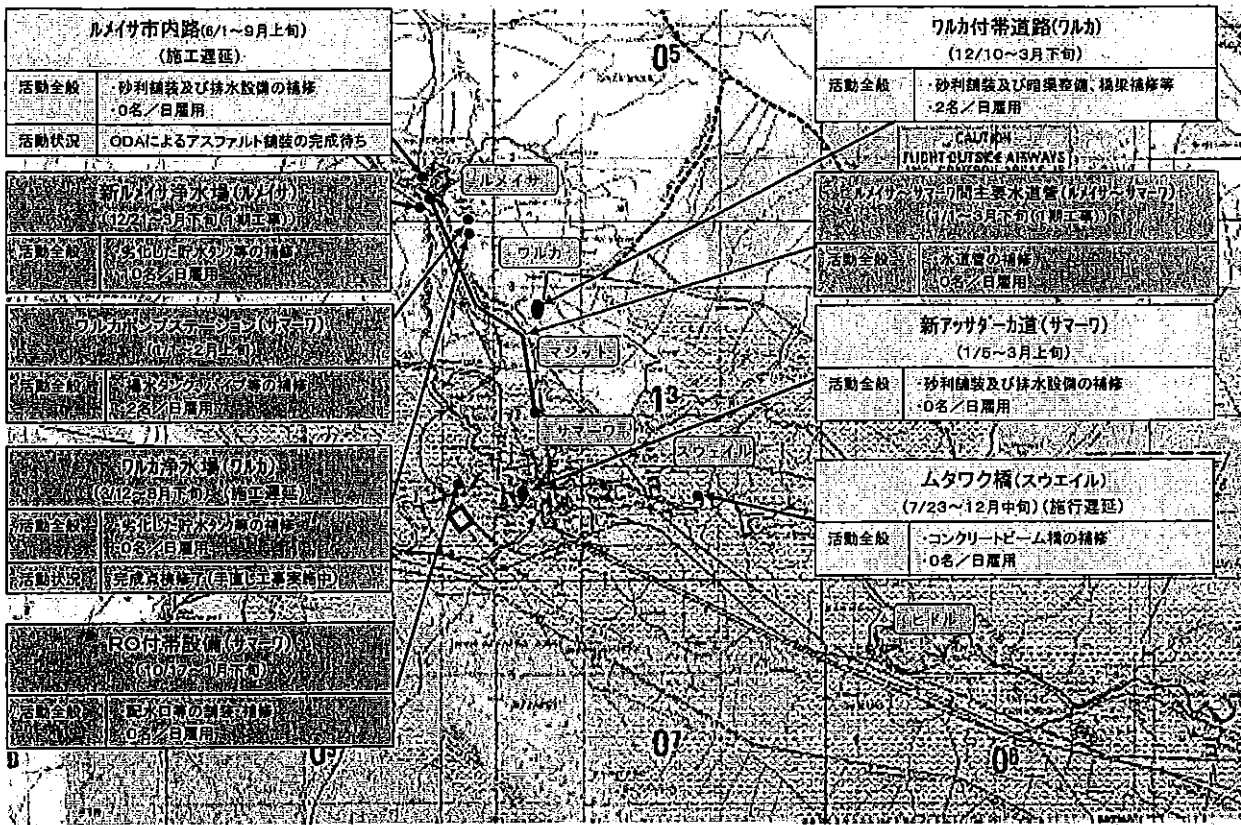 ルメイサ市内路(6/1～9月上旬)
(施工遅延)
活動全般
・砂利舗装及び排水設備の補修
・0名／日雇用
活動状況
ODAによるアスファルト舗装の完成待ち
新ルメイサ浄水場(ルメイサ)
(12/21～3月下旬(1期工事))
活動全般
・劣化した貯水タンク等の補修
・10名／日雇用
ワルカポンプステーション(サマーワ)
活動全般
・揚水タンク、パイプ等の補修
・2名／日雇用
ワルカ浄水場(ワルカ)
(3/12～8月下旬)(施工遅延)
活動全般
・劣化した貯水タンク等の補修
・0名／日雇用
活動状況
完成点検修了(手直し工事実施中)
RO付帯設備(サマーワ)
活動全般
・配水口等の補修
・0名／日雇用
ワルカ付帯道路(ワルカ)
(12/10～3月下旬)
活動全般
・砂利舗装及び暗渠整備、橋梁補修等
・2名／日雇用
CAUTION
FLIGHT OUTSIDE AIRWAYS
ルメイサ～サマーワ間主要水道管(ルメイサ～サマーワ)
(1/1～3月下旬(1期工事))
活動全般
・水道管の補修
・0名／日雇用
新アッサダーカ道(サマーワ)
(1/5～3月上旬)
活動全般
・砂利舗装及び排水設備の補修
・0名／日雇用
ムタワク橋(スウエイル)
(7/23～12月中旬)(施行遅延)
活動全般
・コンクリートビーム橋の補修
・0名／日雇用
ルメイサ
ワルカ
マジット
サマーワ
スウェイル
ヒドル
05
13
07
08